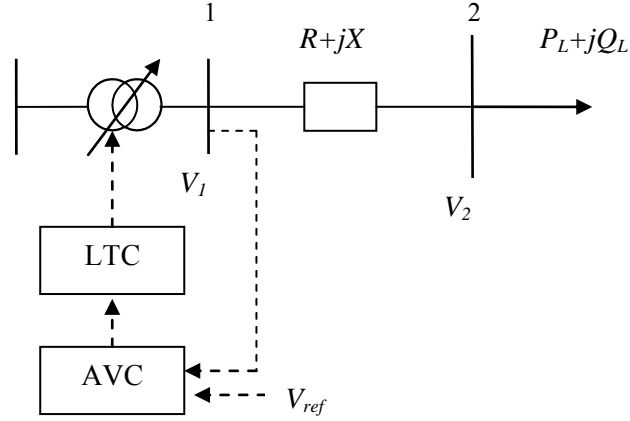 1
2
R+jX
P_L+jQ_L
V_1
V_2
LTC
AVC
V_ref